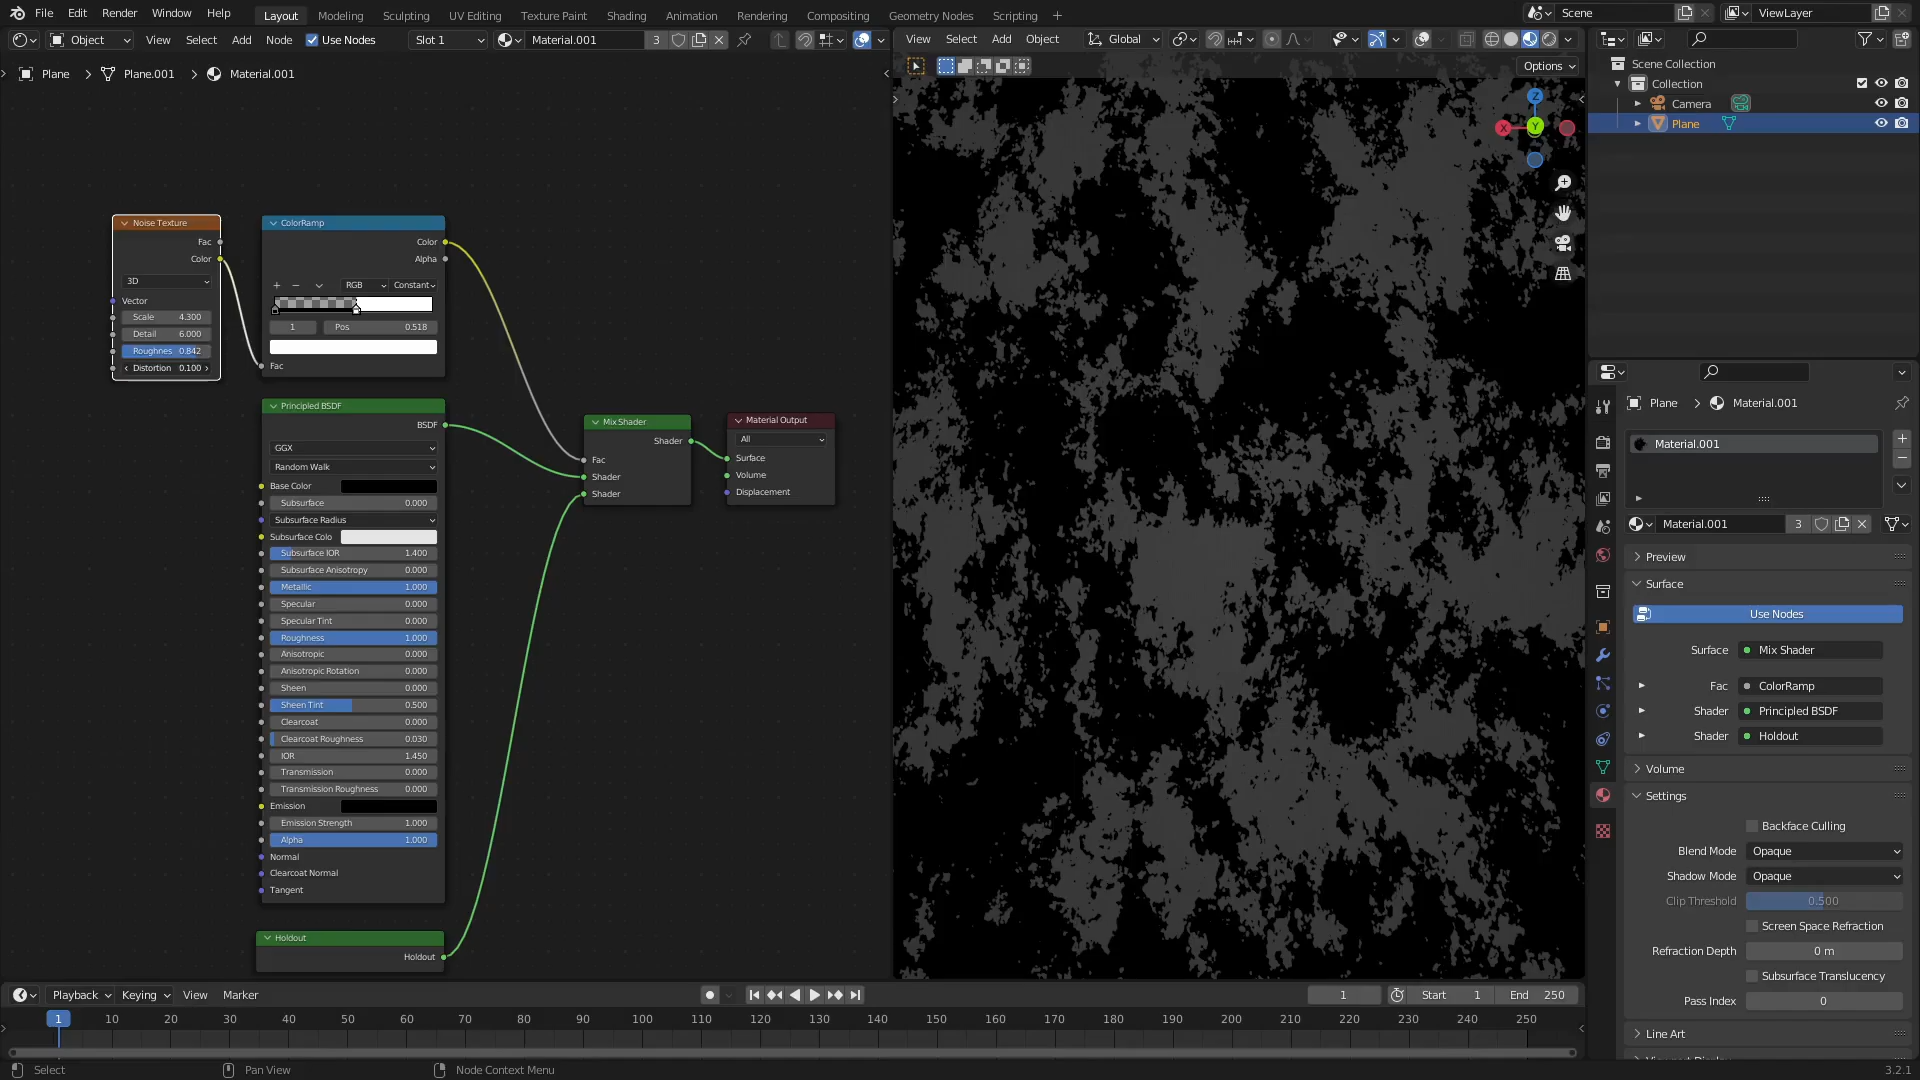 File Edit Render Window Help Layout Modeling Sculpting UV Editing Texture Paint Shading Animation Rendering Compositing Geometry Nodes Scripting + Scene ViewLayer
Object View Select Add Node Use Nodes Slot 1 Material.001 3 View Select Add Object Global
Options
Plane > Plane.001 > Material.001
Scene Collection
Collection
Camera
Plane
Z
X Y
Noise Texture
Fac
Color
3D
Vector
Scale 4.300
Detail 6.000
Roughnes 0.842
Distortion 0.100
ColorRamp
Color
Alpha
+ − RGB Constant
1 Pos 0.518
Fac
Principled BSDF
BSDF
GGX
Random Walk
Base Color
Subsurface 0.000
Subsurface Radius
Subsurface Colo
Subsurface IOR 1.400
Subsurface Anisotropy 0.000
Metallic 1.000
Specular 0.000
Specular Tint 0.000
Roughness 1.000
Anisotropic 0.000
Anisotropic Rotation 0.000
Sheen 0.000
Sheen Tint 0.500
Clearcoat 0.000
Clearcoat Roughness 0.030
IOR 1.450
Transmission 0.000
Transmission Roughness 0.000
Emission
Emission Strength 1.000
Alpha 1.000
Normal
Clearcoat Normal
Tangent
Holdout
Holdout
Mix Shader
Shader
Fac
Shader
Shader
Material Output
All
Surface
Volume
Displacement
Plane > Material.001
Material.001
Material.001 3
Preview
Surface
Use Nodes
Surface Mix Shader
Fac ColorRamp
Shader Principled BSDF
Shader Holdout
Volume
Settings
Backface Culling
Blend Mode Opaque
Shadow Mode Opaque
Clip Threshold 0.500
Screen Space Refraction
Refraction Depth 0 m
Subsurface Translucency
Pass Index 0
Line Art
Playback Keying View Marker 1 Start 1 End 250
1 10 20 30 40 50 60 70 80 90 100 110 120 130 140 150 160 170 180 190 200 210 220 230 240 250
Select Pan View Node Context Menu 3.2.1